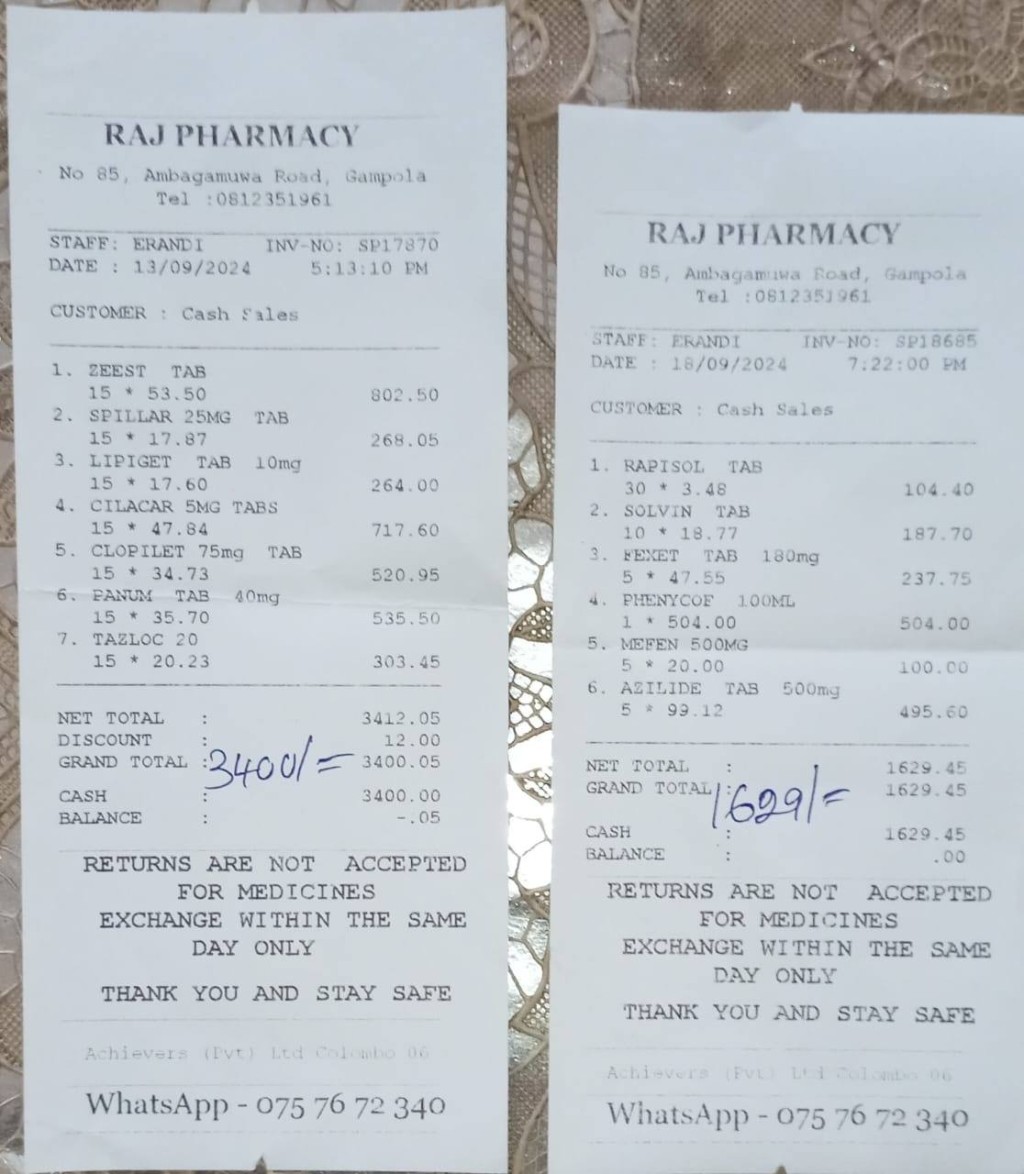 RAJ PHARMACY
No 85, Ambagamuwa Road, Gampola
Tel :0812351961
STAFF: ERANDI INV-NO: SP17870
DATE : 13/09/2024 5:13:10 PM
CUSTOMER : Cash Sales
1. ZEEST TAB
15 * 53.50 802.50
2. SPILLAR 25MG TAB
15 * 17.87 268.05
3. LIPIGET TAB 10mg
15 * 17.60 264.00
4. CILACAR 5MG TABS
15 * 47.84 717.60
5. CLOPILET 75mg TAB
15 * 34.73 520.95
6. PANUM TAB 40mg
15 * 35.70 535.50
7. TAZLOC 20
15 * 20.23 303.45
NET TOTAL : 3412.05
DISCOUNT : 12.00
GRAND TOTAL : 3400/= 3400.05
CASH : 3400.00
BALANCE : -.05
RETURNS ARE NOT ACCEPTED
FOR MEDICINES
EXCHANGE WITHIN THE SAME
DAY ONLY
THANK YOU AND STAY SAFE
Achievers (Pvt) Ltd Colombo 06
WhatsApp - 075 76 72 340
RAJ PHARMACY
No 85, Ambagamuwa Road, Gampola
Tel :0812351961
STAFF: ERANDI INV-NO: SP18685
DATE : 18/09/2024 7:22:00 PM
CUSTOMER : Cash Sales
1. RAPISOL TAB
30 * 3.48 104.40
2. SOLVIN TAB
10 * 18.77 187.70
3. FEXET TAB 180mg
5 * 47.55 237.75
4. PHENYCOF 100ML
1 * 504.00 504.00
5. MEFEN 500MG
5 * 20.00 100.00
6. AZILIDE TAB 500mg
5 * 99.12 495.60
NET TOTAL : 1629.45
GRAND TOTAL : 1629/= 1629.45
CASH : 1629.45
BALANCE : .00
RETURNS ARE NOT ACCEPTED
FOR MEDICINES
EXCHANGE WITHIN THE SAME
DAY ONLY
THANK YOU AND STAY SAFE
Achievers (Pvt) Ltd Colombo 06
WhatsApp - 075 76 72 340